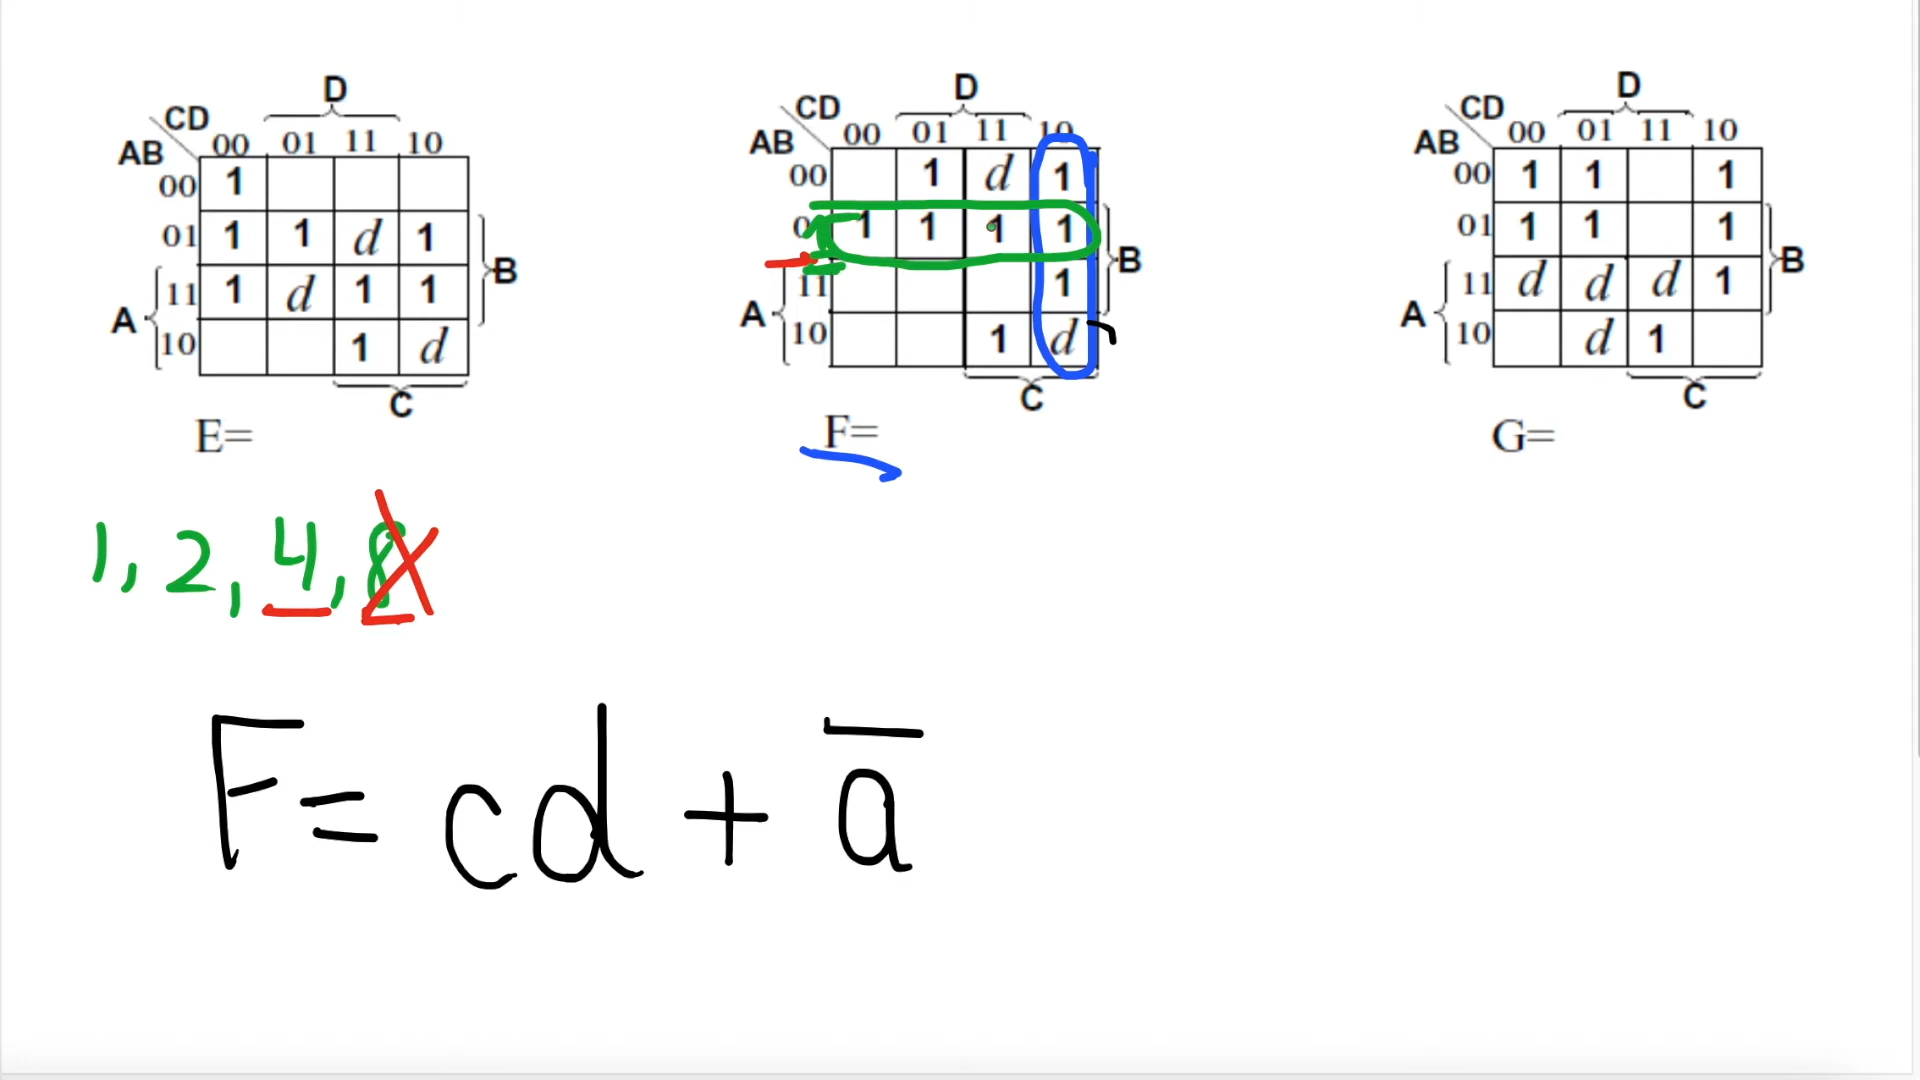 D D D
CD CD CD
AB 00 01 11 10 AB 00 01 11 10 AB 00 01 11 10
00 1 00 1 d 1 00 1 1 1
01 1 1 d 1 0 1 1 1 1 01 1 1 1
11 1 d 1 1 B 11 1 B 11 d d d 1 B
A 10 1 d A 10 1 d A 10 d 1
C C C
E= F= G=
1, 2, 4, 8
F= cd + a̅